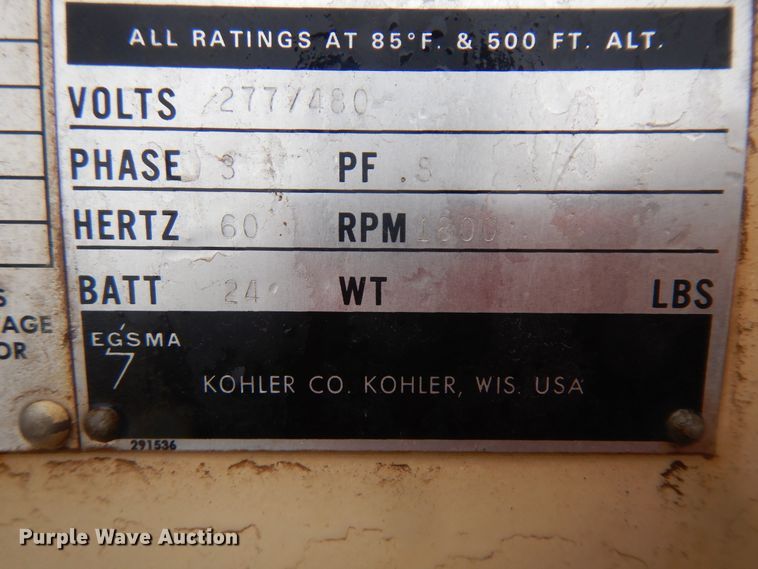 ALL RATINGS AT 85°F. & 500 FT. ALT.
VOLTS 277/480
PHASE 3 PF .8
HERTZ 60 RPM 1800
BATT 24 WT LBS
S
AGE
OR
EGSMA
KOHLER CO. KOHLER, WIS. USA
291536
Purple Wave Auction